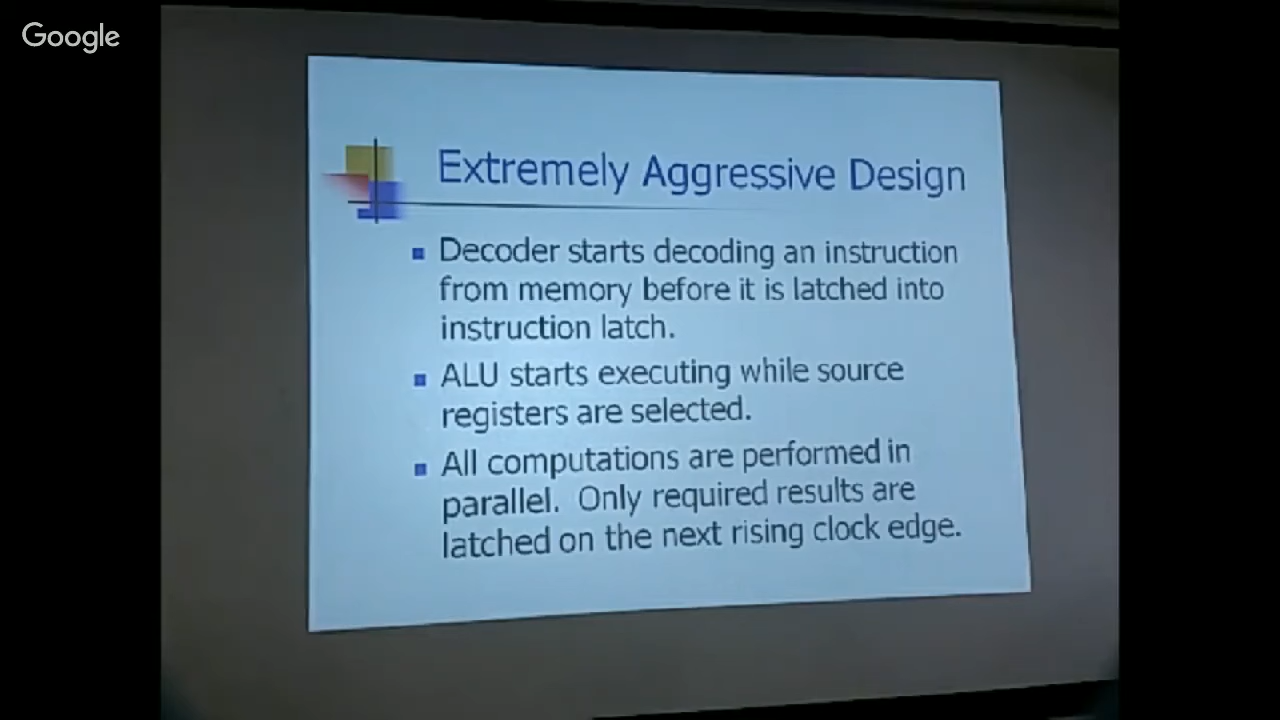 Google
Extremely Aggressive Design
Decoder starts decoding an instruction
from memory before it is latched into
instruction latch.
ALU starts executing while source
registers are selected.
All computations are performed in
parallel. Only required results are
latched on the next rising clock edge.